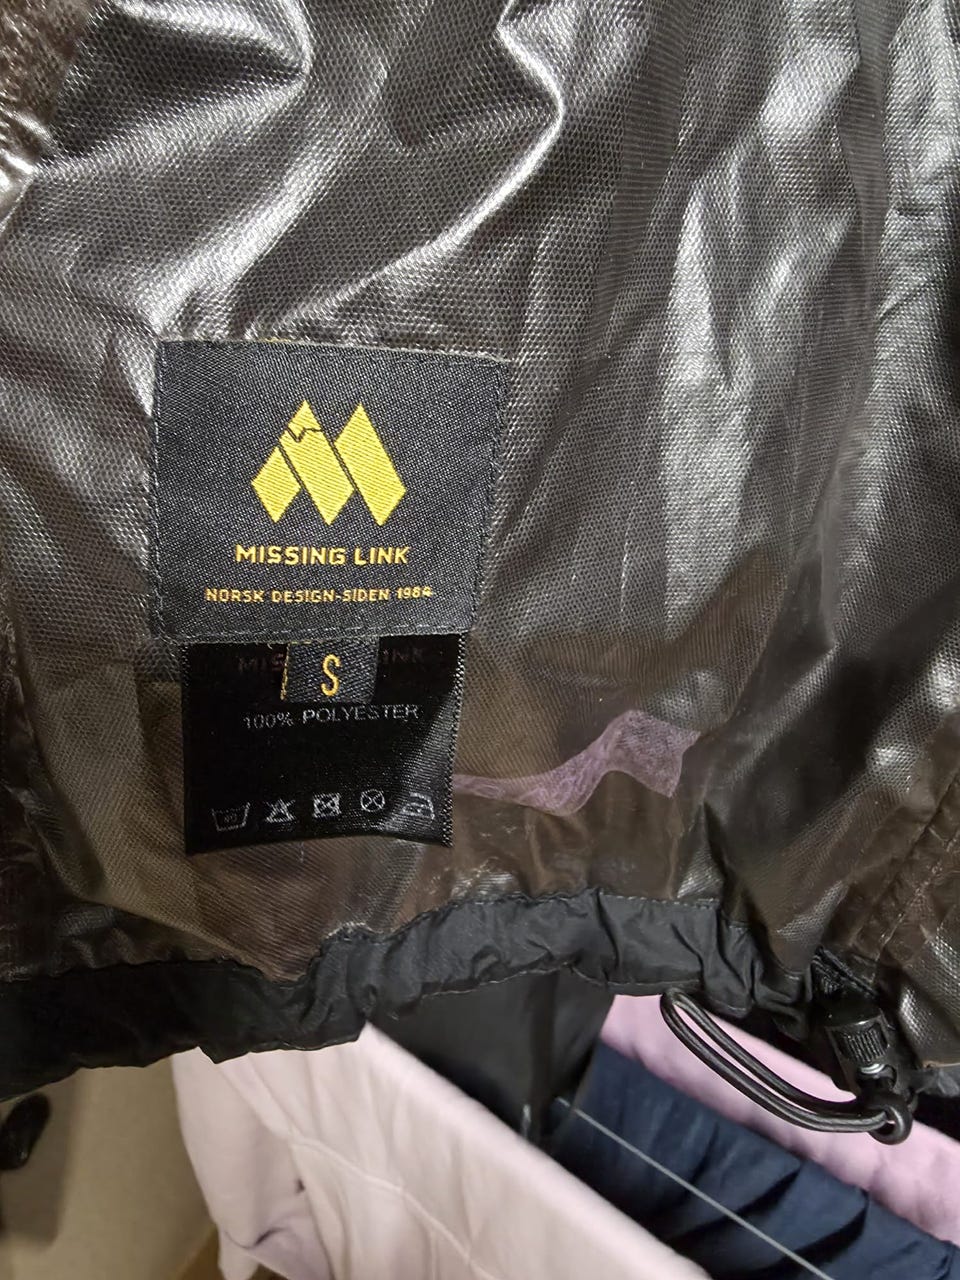 MISSING LINK
NORSK DESIGN-SIDEN 1984
S
100% POLYESTER